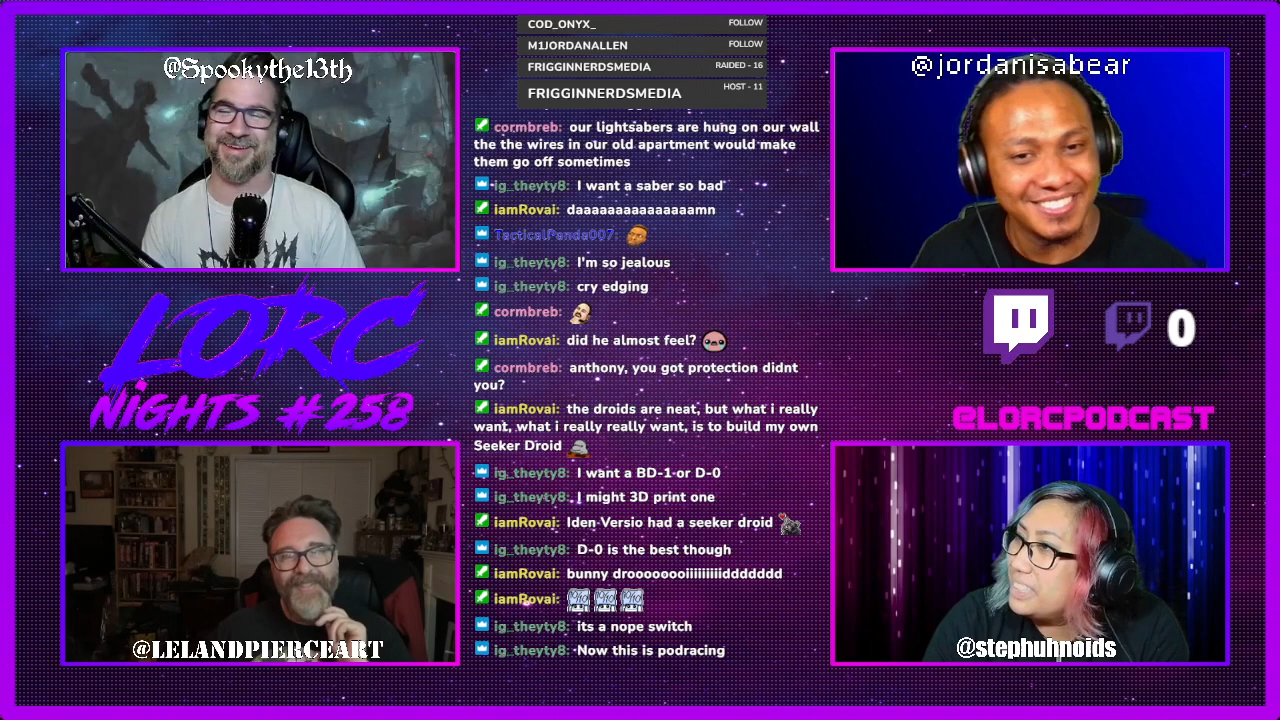 COD_ONYX_ FOLLOW
M1JORDANALLEN FOLLOW
FRIGGINNERDSMEDIA RAIDED - 16
FRIGGINNERDSMEDIA HOST - 11
@Spookythe13th
@jordanisabear
cormbreb: our lightsabers are hung on our wall
the the wires in our old apartment would make
them go off sometimes
ig_theyty8: I want a saber so bad
iamRovai: daaaaaaaaaaaaaaamn
TacticalPanda007:
ig_theyty8: I'm so jealous
ig_theyty8: cry edging
cormbreb:
iamRovai: did he almost feel?
cormbreb: anthony, you got protection didnt
you?
iamRovai: the droids are neat, but what i really
want, what i really really want, is to build my own
Seeker Droid
ig_theyty8: I want a BD-1 or D-0
ig_theyty8: I might 3D print one
iamRovai: Iden Versio had a seeker droid
ig_theyty8: D-0 is the best though
iamRovai: bunny droooooooiiiiiiiiidddddddd
iamRovai:
ig_theyty8: its a nope switch
ig_theyty8: Now this is podracing
LORC
NIGHTS #258
0
@LORCPODCAST
@LELANDPIERCEART
@stephuhnoids